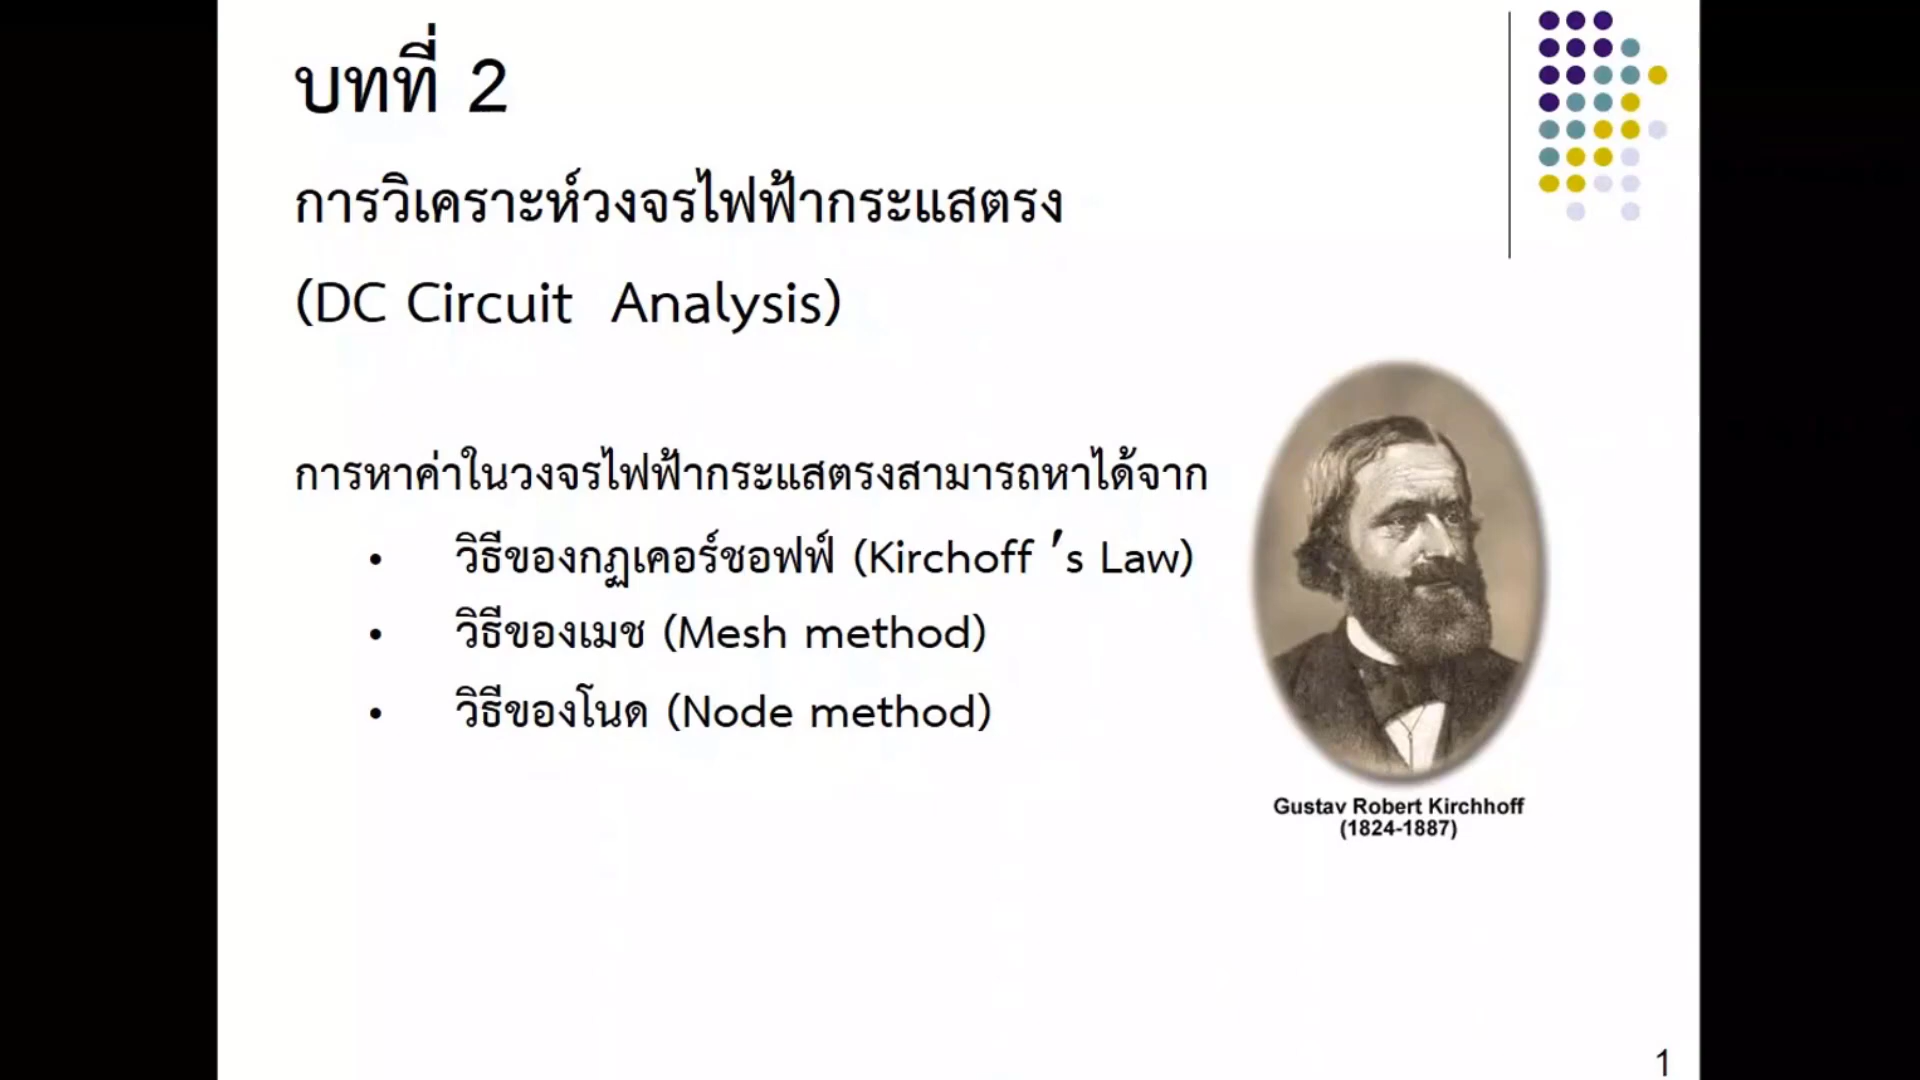 บทที่ 2
การวิเคราะห์วงจรไฟฟ้ากระแสตรง
(DC Circuit Analysis)
การหาค่าในวงจรไฟฟ้ากระแสตรงสามารถหาได้จาก
• วิธีของกฏเคอร์ชอฟฟ์ (Kirchoff 's Law)
• วิธีของเมช (Mesh method)
• วิธีของโนด (Node method)
Gustav Robert Kirchhoff
(1824-1887)
1